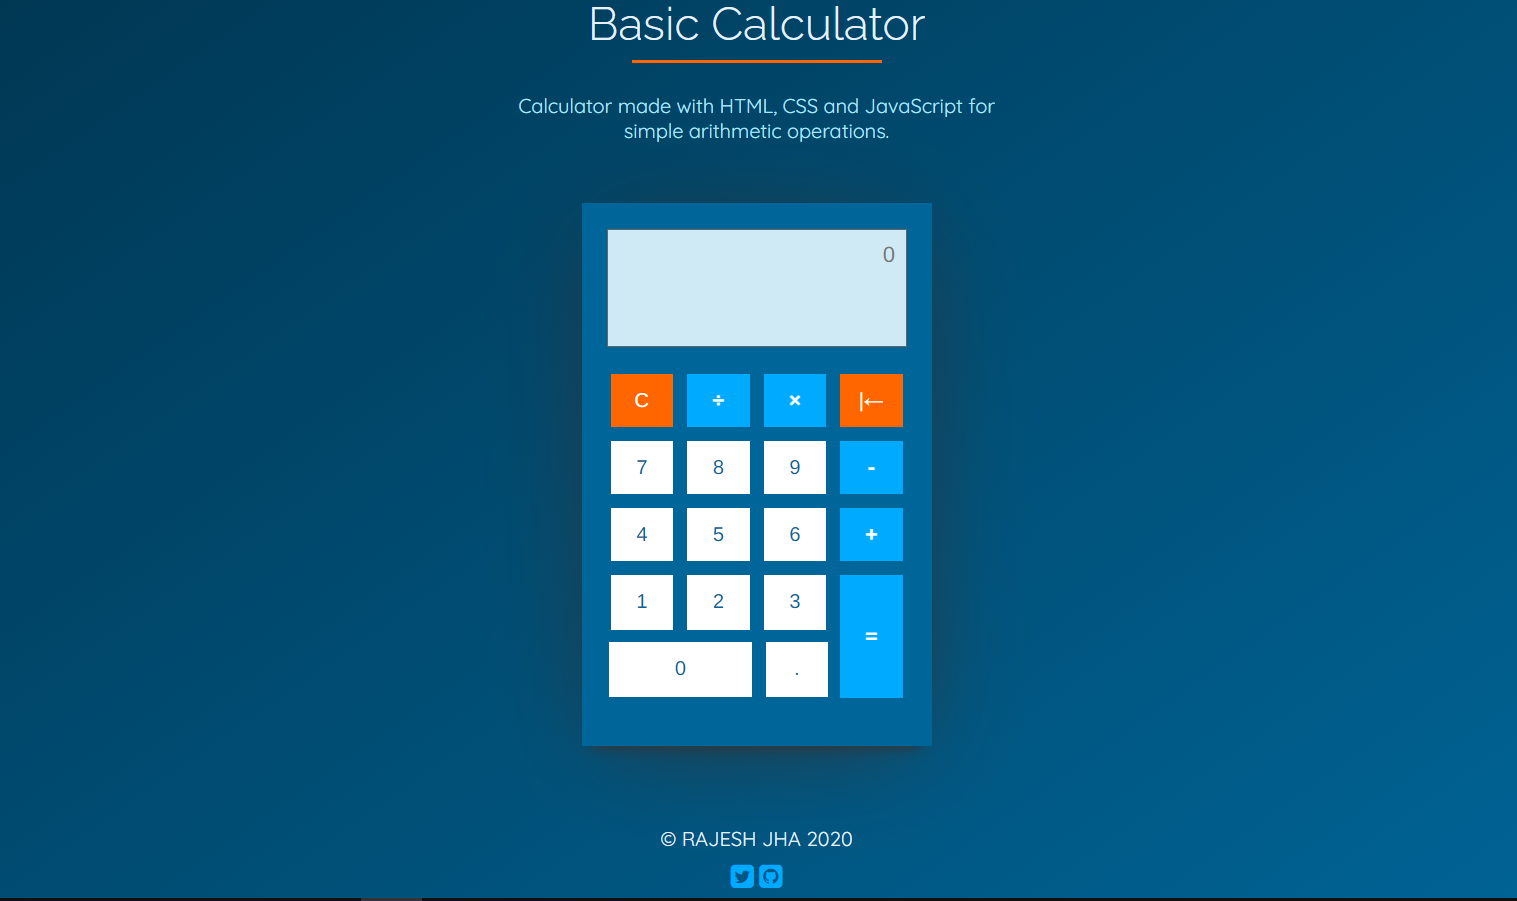 Basic Calculator
Calculator made with HTML, CSS and JavaScript for
simple arithmetic operations.
0
C ÷ × |←
7 8 9 -
4 5 6 +
1 2 3
=
0 .
© RAJESH JHA 2020